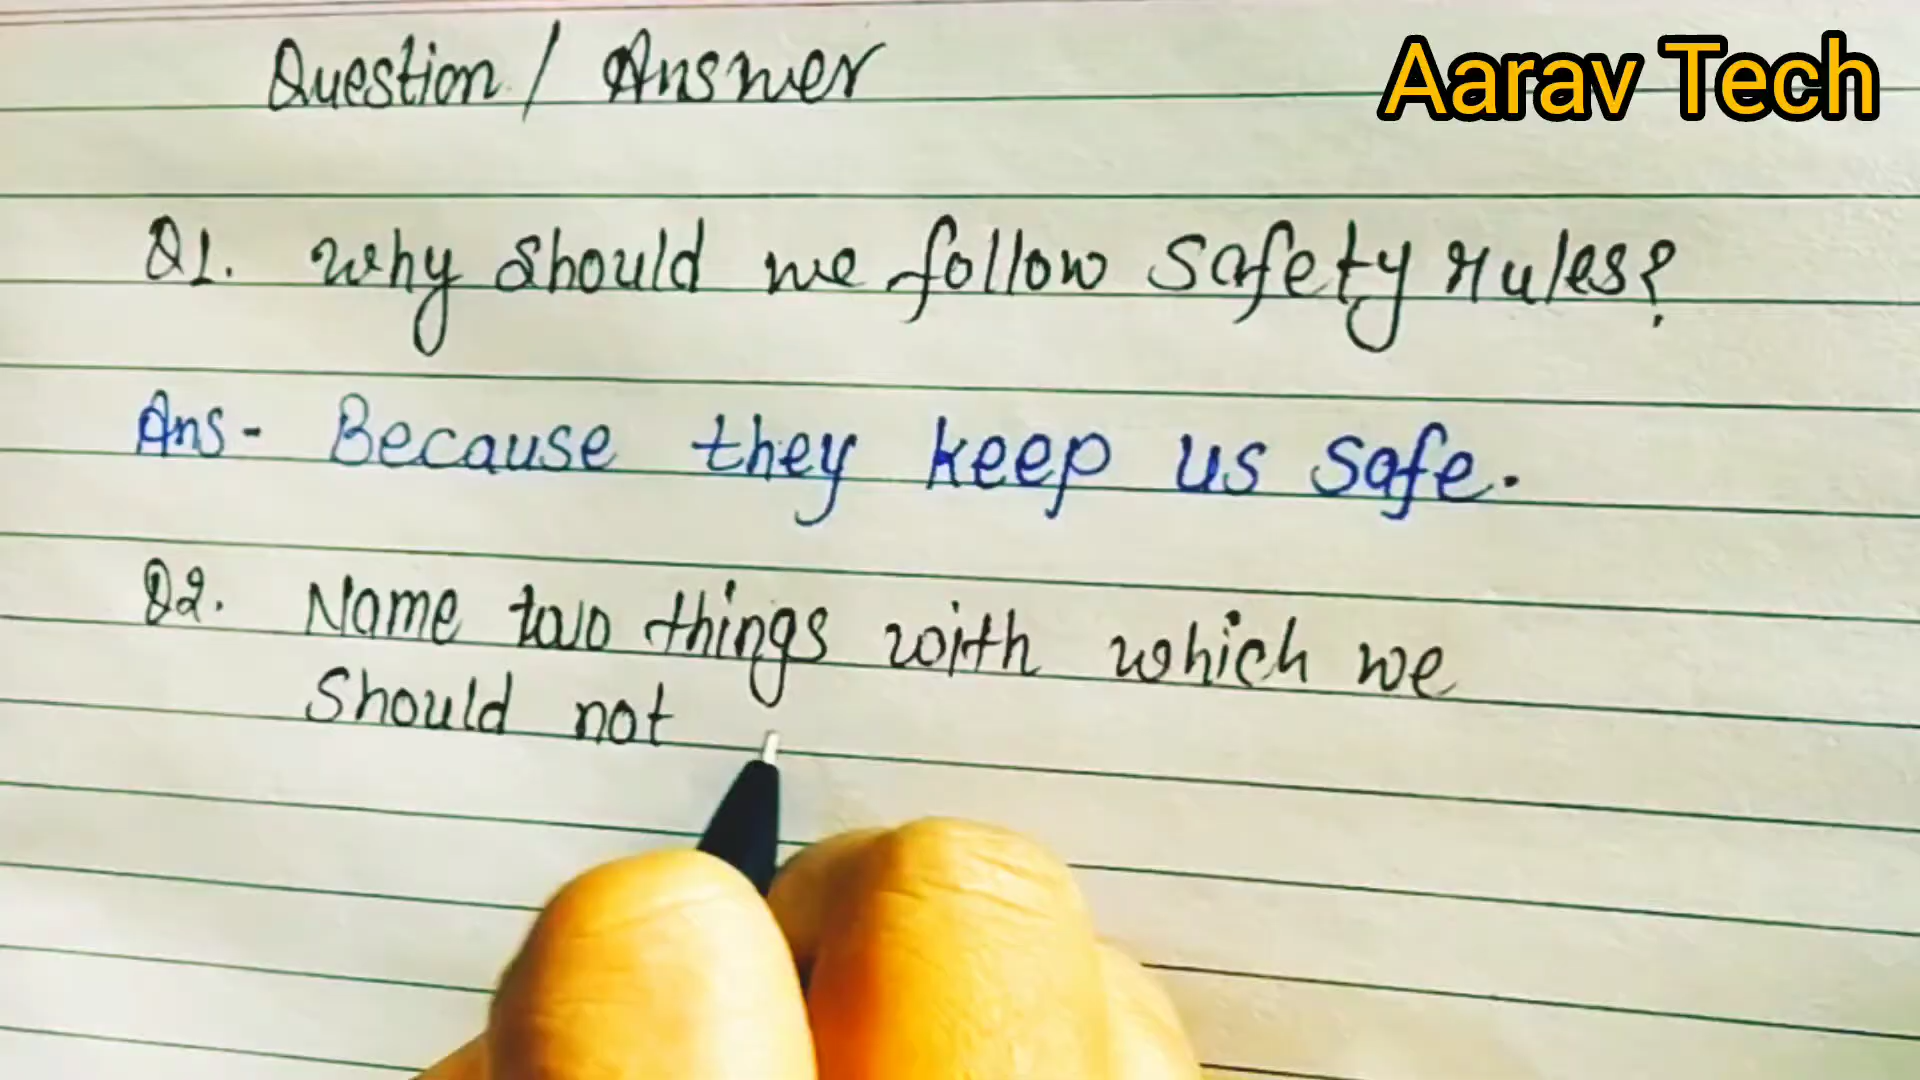 Question / Answer
Aarav Tech
Q1. Why should we follow safety rules?
Ans - Because they keep us safe.
Q2. Name two things with which we
Should not